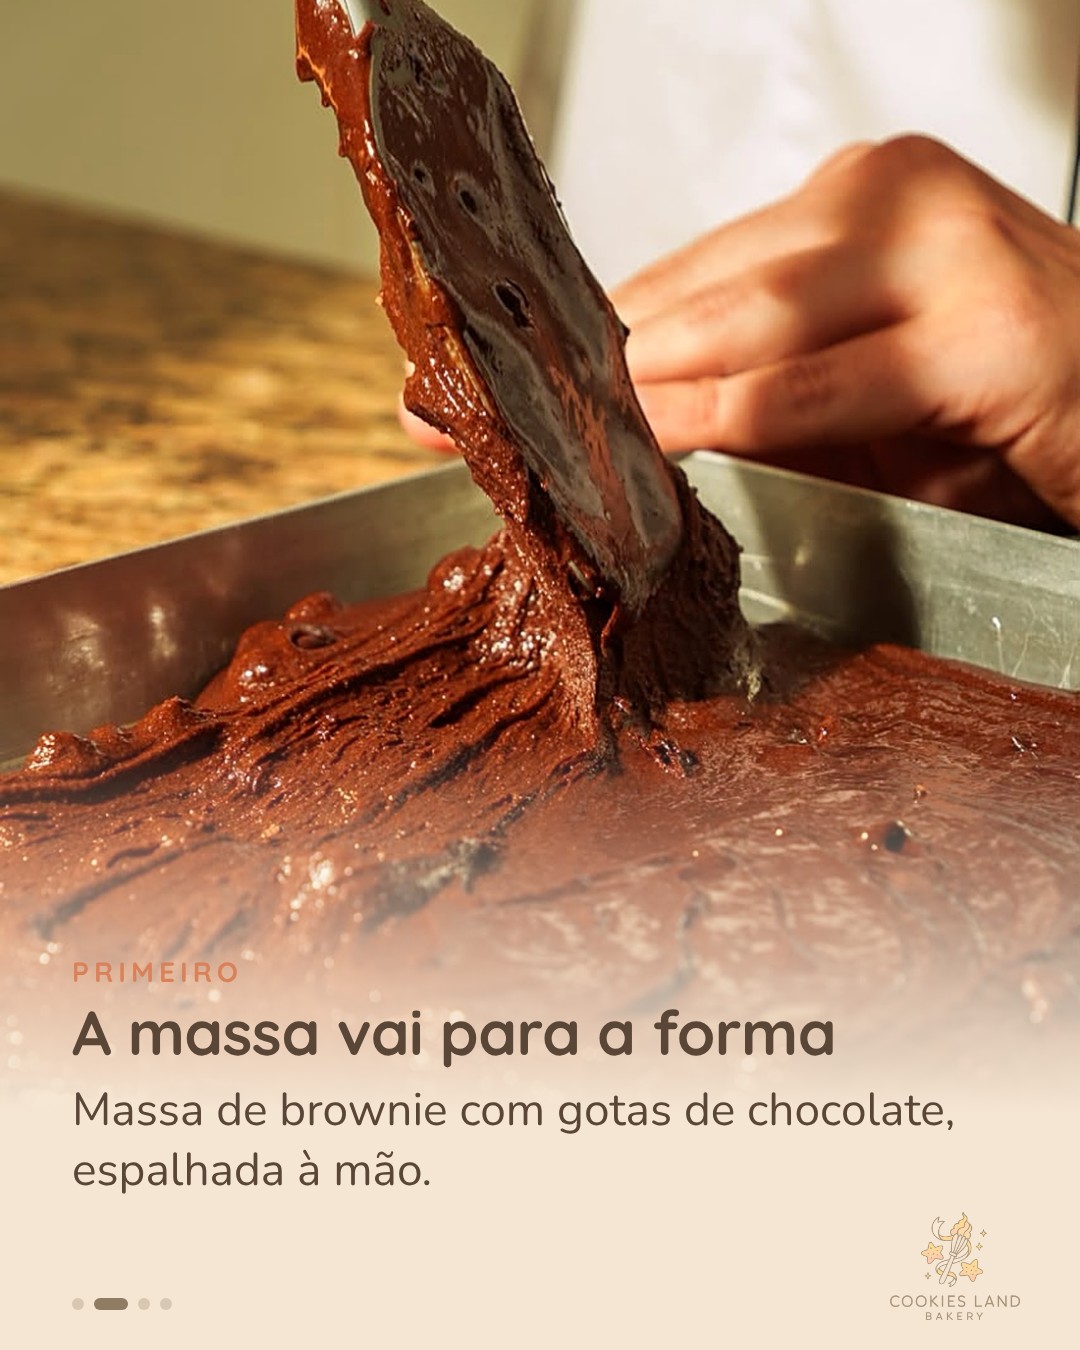 PRIMEIRO
A massa vai para a forma
Massa de brownie com gotas de chocolate,
espalhada à mão.
COOKIES LAND
BAKERY